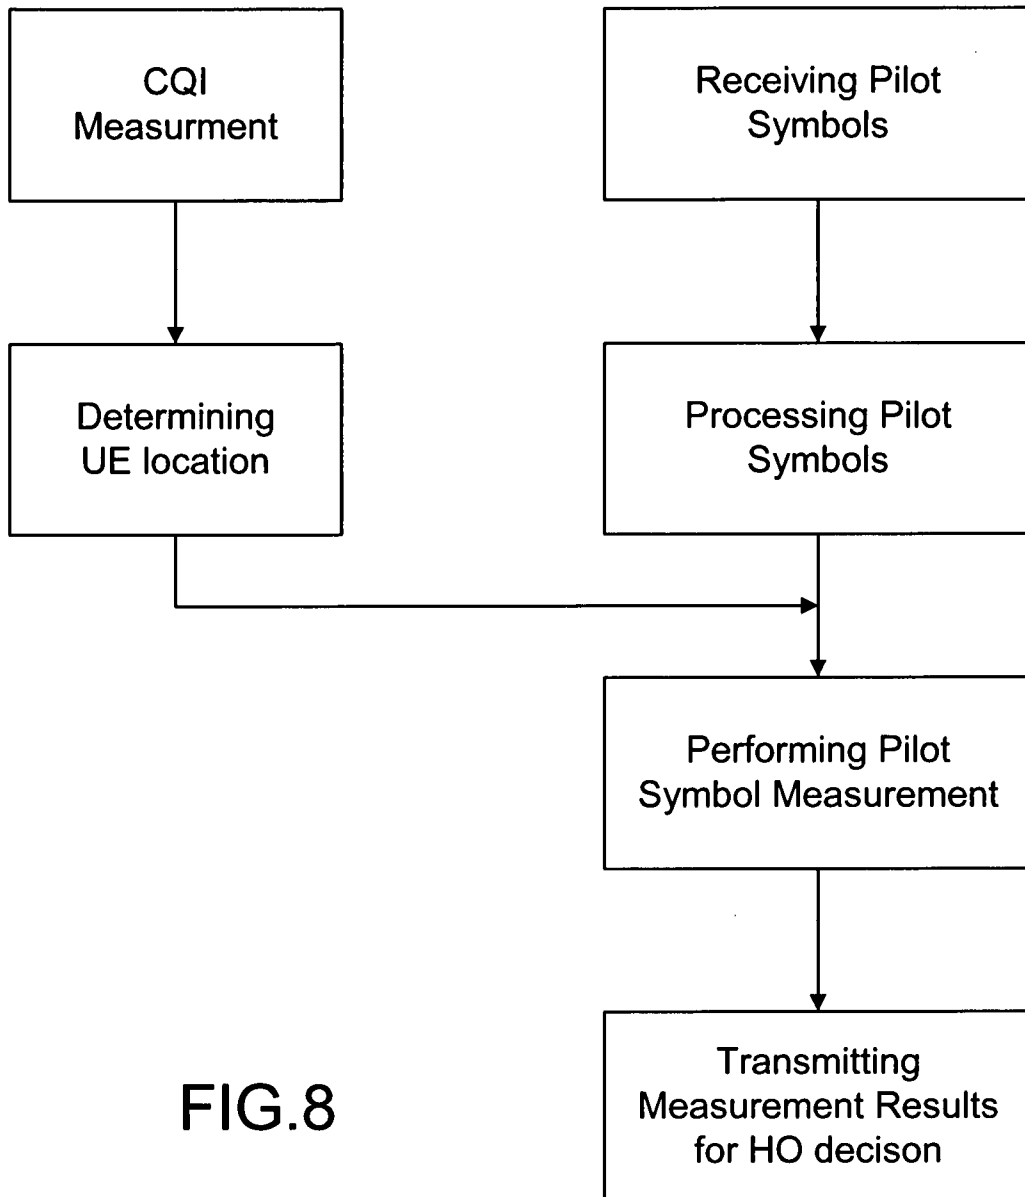 CQI
Measurment
Receiving Pilot
Symbols
Determining
UE location
Processing Pilot
Symbols
Performing Pilot
Symbol Measurement
Transmitting
Measurement Results
for HO decison
FIG.8